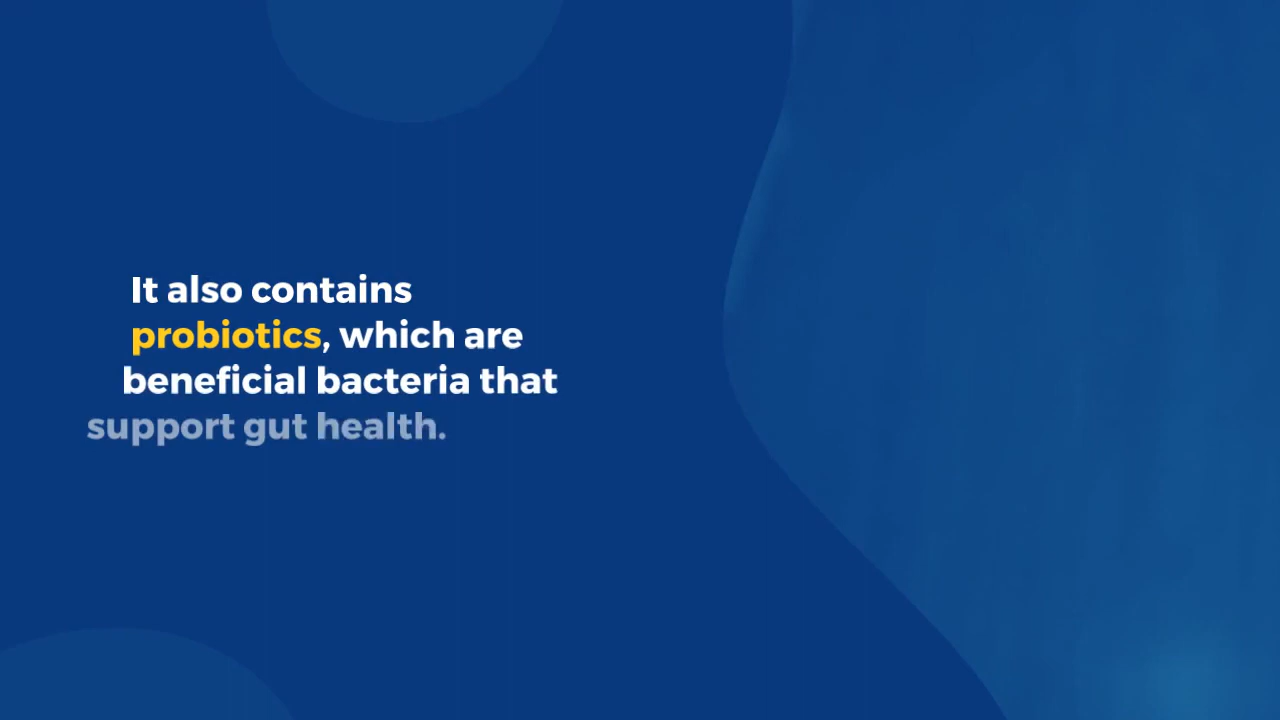 It also contains
probiotics, which are
beneficial bacteria that
support gut health.